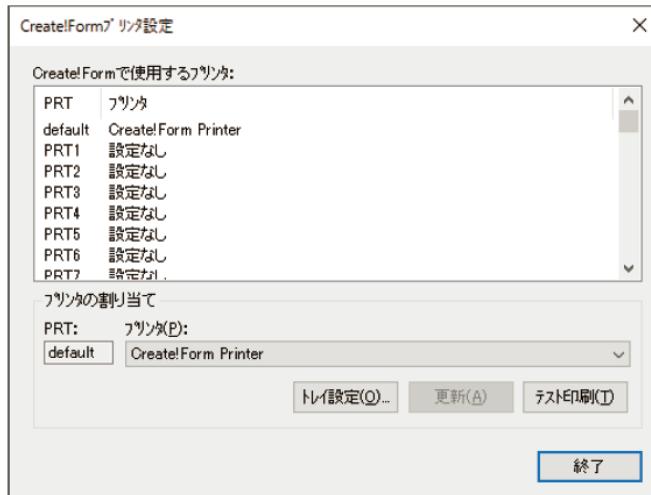 Create!Formﾌﾟﾘﾝﾀ設定
Create!Formで使用するﾌﾟﾘﾝﾀ:
PRT ﾌﾟﾘﾝﾀ
default Create!Form Printer
PRT1 設定なし
PRT2 設定なし
PRT3 設定なし
PRT4 設定なし
PRT5 設定なし
PRT6 設定なし
PRT7 設定なし
ﾌﾟﾘﾝﾀの割り当て
PRT: ﾌﾟﾘﾝﾀ(P):
default Create!Form Printer
ﾄﾚｲ設定(O)... 更新(A) ﾃｽﾄ印刷(T)
終了